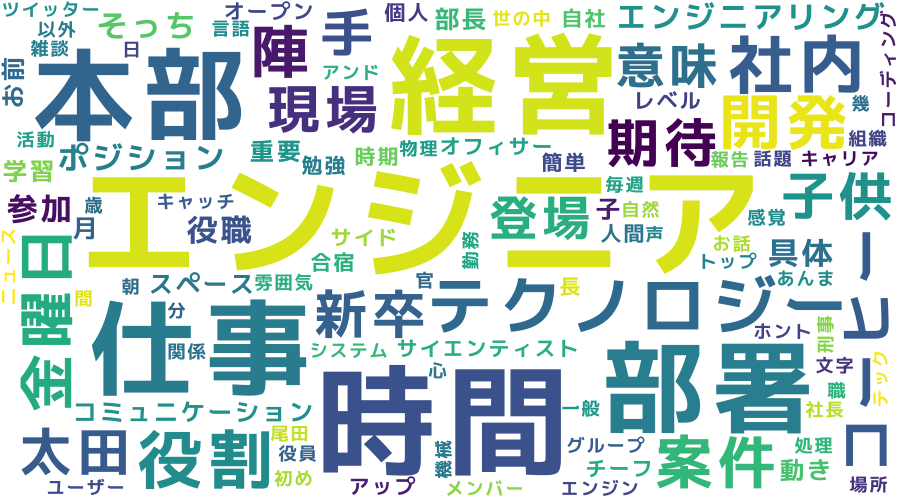 ツイッター
オープン
個人
部長
世の中
自社
エンジニアリング
コーディング
以外
そっち
言語
雑談
日
陣
手
経営
意味
社内
お前
本部
アンド
現場
レベル
開発
幾
活動
ポジション
重要
勉強
時期
物理
オフィサー
期待
簡単
報告
話題
キャリア
組織
学習
参加
歳
月
キャッチ
役職
エンジニア
毎週
登場
子
自然
子供
感覚
サイド
勤務
人間
声
お話
トップ
具体
あんま
ニュース
金曜日
合宿
間
朝
スペース
雰囲気
官
長
新卒
テクノロジー
コーヒー
分
仕事
関係
システム
サイエンティスト
ホント
刑事
文字
テック
心
時間
部署
職
社長
コミュニケーション
一般
太田
役割
尾田
役員
初め
機械
グループ
案件
処理
チーフ
動き
ユーザー
アップ
メンバー
エンジン
場所